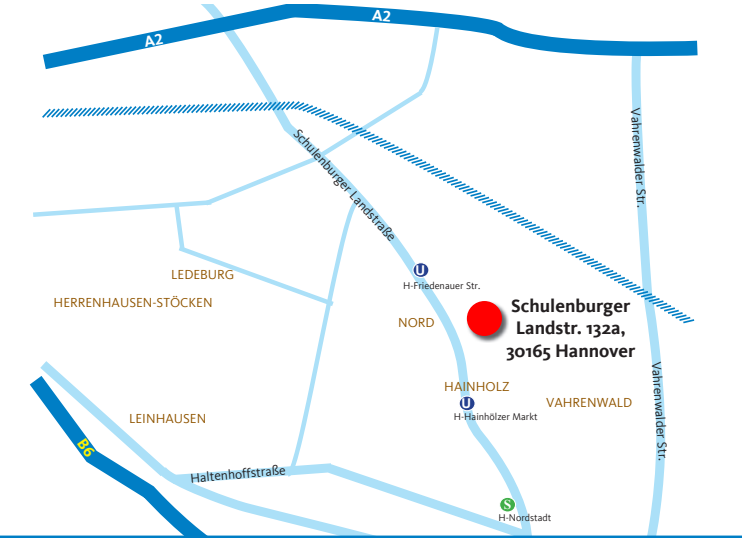 A2
A2
Schulenburger Landstraße
Vahrenwalder Str.
LEDEBURG
U
H-Friedenauer Str.
HERRENHAUSEN-STÖCKEN
NORD
Schulenburger
Landstr. 132a,
30165 Hannover
HAINHOLZ
U
H-Hainhölzer Markt
VAHRENWALD
Vahrenwalder Str.
LEINHAUSEN
B6
Haltenhoffstraße
S
H-Nordstadt